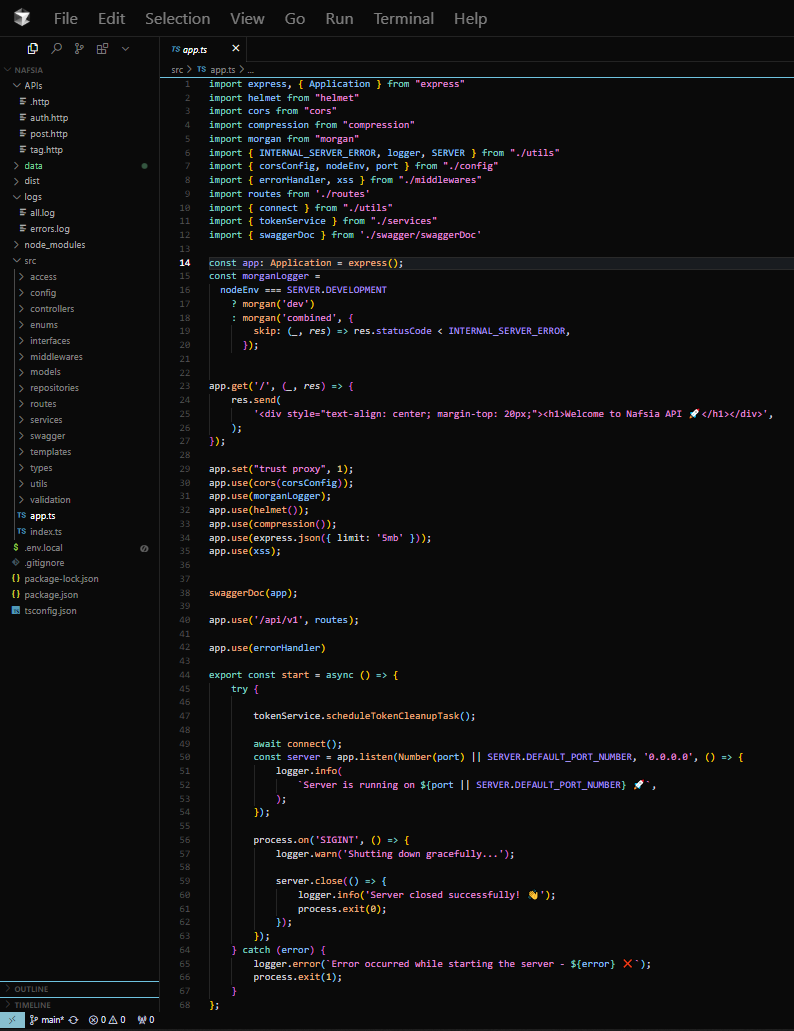 File Edit Selection View Go Run Terminal Help
NAFSIA
APIs
.http
auth.http
post.http
tag.http
data
dist
logs
all.log
errors.log
node_modules
src
access
config
controllers
enums
interfaces
middlewares
models
repositories
routes
services
swagger
templates
types
utils
validation
TS app.ts
TS index.ts
$ .env.local
.gitignore
{} package-lock.json
{} package.json
tsconfig.json
OUTLINE
TIMELINE
TS app.ts ×
src > TS app.ts > ...
1 import express, { Application } from "express"
2 import helmet from "helmet"
3 import cors from "cors"
4 import compression from "compression"
5 import morgan from "morgan"
6 import { INTERNAL_SERVER_ERROR, logger, SERVER } from "./utils"
7 import { corsConfig, nodeEnv, port } from "./config"
8 import { errorHandler, xss } from "./middlewares"
9 import routes from './routes'
10 import { connect } from "./utils"
11 import { tokenService } from "./services"
12 import { swaggerDoc } from './swagger/swaggerDoc'
13
14 const app: Application = express();
15 const morganLogger =
16 nodeEnv === SERVER.DEVELOPMENT
17 ? morgan('dev')
18 : morgan('combined', {
19 skip: (_, res) => res.statusCode < INTERNAL_SERVER_ERROR,
20 });
21
22
23 app.get('/', (_, res) => {
24 res.send(
25 '<div style="text-align: center; margin-top: 20px;"><h1>Welcome to Nafsia API 🚀</h1></div>',
26 );
27 });
28
29 app.set("trust proxy", 1);
30 app.use(cors(corsConfig));
31 app.use(morganLogger);
32 app.use(helmet());
33 app.use(compression());
34 app.use(express.json({ limit: '5mb' }));
35 app.use(xss);
36
37
38 swaggerDoc(app);
39
40 app.use('/api/v1', routes);
41
42 app.use(errorHandler)
43
44 export const start = async () => {
45 try {
46
47 tokenService.scheduleTokenCleanupTask();
48
49 await connect();
50 const server = app.listen(Number(port) || SERVER.DEFAULT_PORT_NUMBER, '0.0.0.0', () => {
51 logger.info(
52 `Server is running on ${port || SERVER.DEFAULT_PORT_NUMBER} 🚀`,
53 );
54 });
55
56 process.on('SIGINT', () => {
57 logger.warn('Shutting down gracefully...');
58
59 server.close(() => {
60 logger.info('Server closed successfully! 👋');
61 process.exit(0);
62 });
63 });
64 } catch (error) {
65 logger.error(`Error occurred while starting the server - ${error} ❌`);
66 process.exit(1);
67 }
68 };
main* 0 0 0